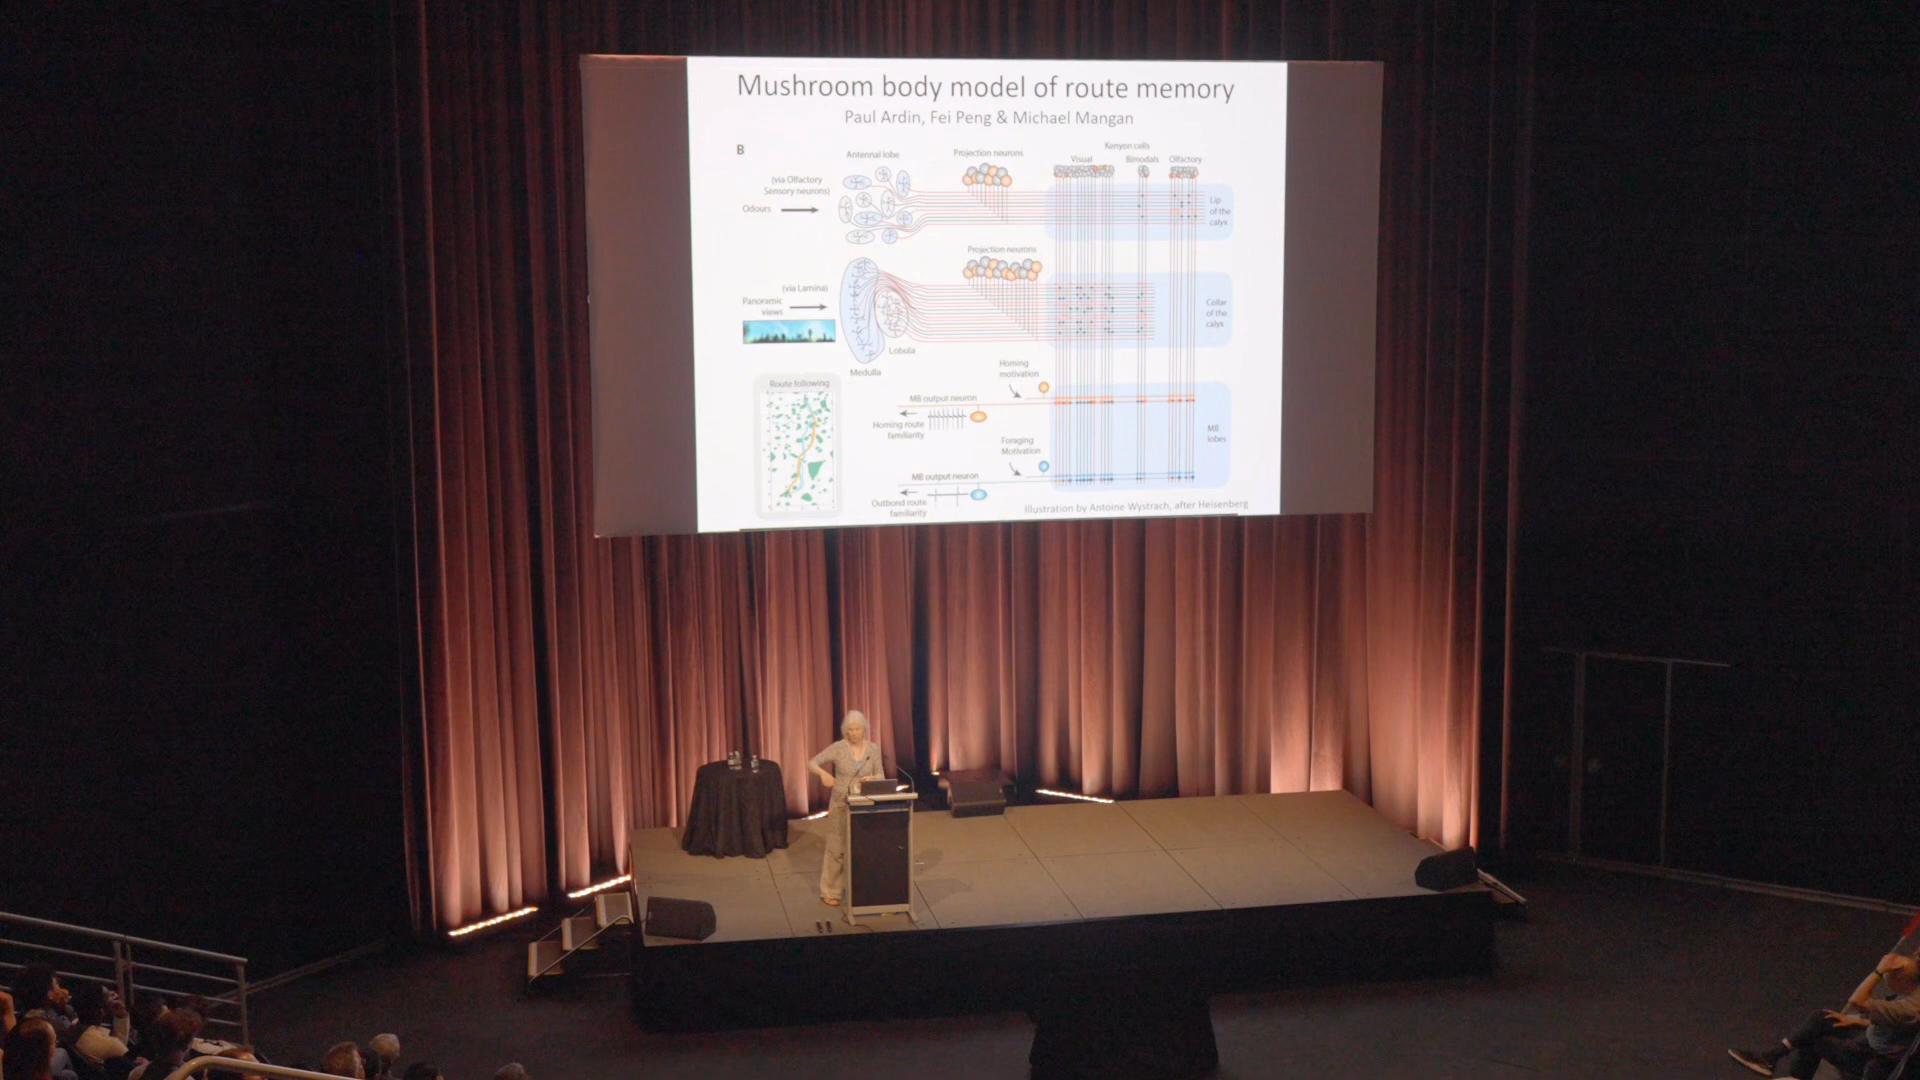 Mushroom body model of route memory
Paul Ardin, Fei Peng & Michael Mangan
B
Antennal lobe
Projection neurons
Kenyon cells
Visual
Bimodals
Olfactory
(via Olfactory
Sensory neurons)
Odours
Lip
of the
calyx
Projection neurons
(via Lamina)
Panoramic
views
Collar
of the
calyx
Lobula
Medulla
Homing
motivation
Route following
MB output neuron
Homing route
familiarity
MB
lobes
Foraging
Motivation
MB output neuron
Outbond route
familiarity
Illustration by Antoine Wystrach, after Heisenberg